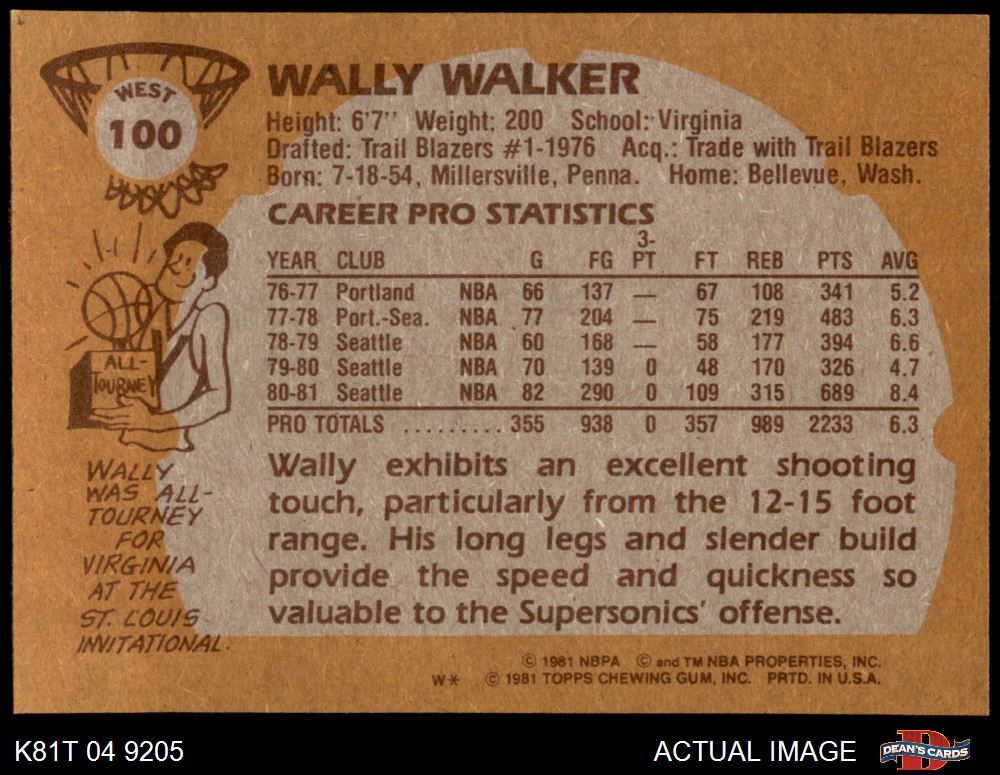 WEST
100
WALLY WALKER
Height: 6'7" Weight: 200 School: Virginia
Drafted: Trail Blazers #1-1976 Acq.: Trade with Trail Blazers
Born: 7-18-54, Millersville, Penna. Home: Bellevue, Wash.
CAREER PRO STATISTICS
YEAR CLUB G FG 3-PT FT REB PTS AVG
76-77 Portland NBA 66 137 — 67 108 341 5.2
77-78 Port.-Sea. NBA 77 204 — 75 219 483 6.3
78-79 Seattle NBA 60 168 — 58 177 394 6.6
79-80 Seattle NBA 70 139 0 48 170 326 4.7
80-81 Seattle NBA 82 290 0 109 315 689 8.4
PRO TOTALS ......... 355 938 0 357 989 2233 6.3
ALL-
TOURNEY
WALLY
WAS ALL-
TOURNEY
FOR
VIRGINIA
AT THE
ST. LOUIS
INVITATIONAL.
Wally exhibits an excellent shooting
touch, particularly from the 12-15 foot
range. His long legs and slender build
provide the speed and quickness so
valuable to the Supersonics' offense.
© 1981 NBPA © and TM NBA PROPERTIES, INC.
W* © 1981 TOPPS CHEWING GUM, INC. PRTD. IN U.S.A.
K81T 04 9205
ACTUAL IMAGE
DEAN'S CARDS